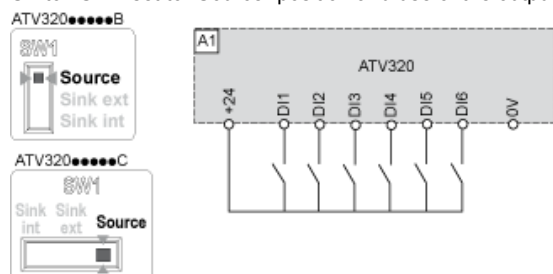 ATV320●●●●●B
SW1
Source
Sink ext
Sink int
ATV320●●●●●C
SW1
Sink int
Sink ext
Source
A1
ATV320
+24
DI1
DI2
DI3
DI4
DI5
DI6
0V